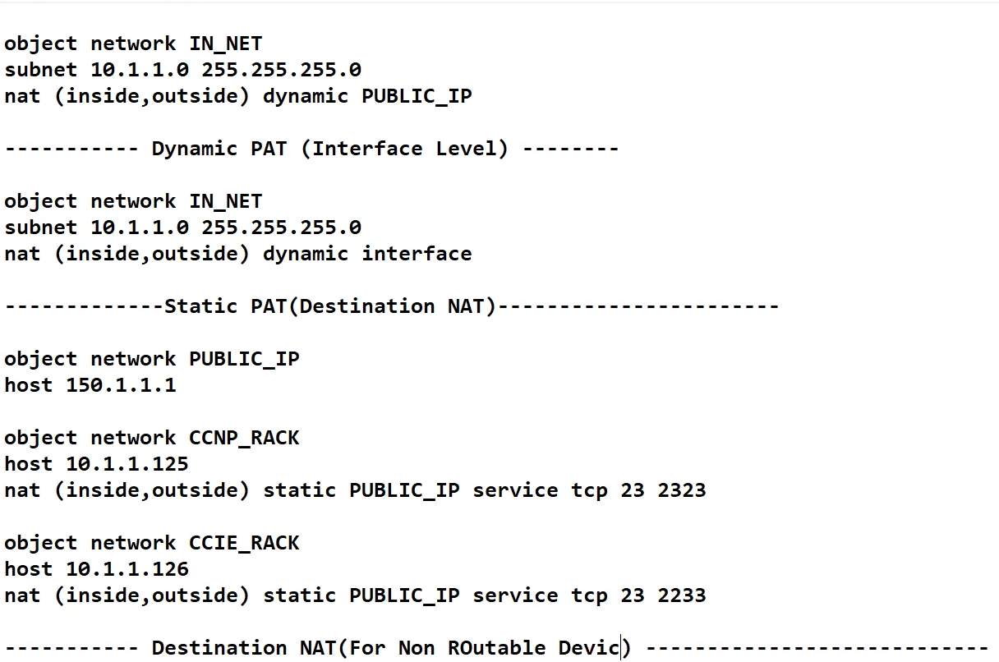 object network IN_NET
subnet 10.1.1.0 255.255.255.0
nat (inside,outside) dynamic PUBLIC_IP
----------- Dynamic PAT (Interface Level) --------
object network IN_NET
subnet 10.1.1.0 255.255.255.0
nat (inside,outside) dynamic interface
-------------Static PAT(Destination NAT)-----------------------
object network PUBLIC_IP
host 150.1.1.1
object network CCNP_RACK
host 10.1.1.125
nat (inside,outside) static PUBLIC_IP service tcp 23 2323
object network CCIE_RACK
host 10.1.1.126
nat (inside,outside) static PUBLIC_IP service tcp 23 2233
----------- Destination NAT(For Non ROutable Devic) ----------------------------